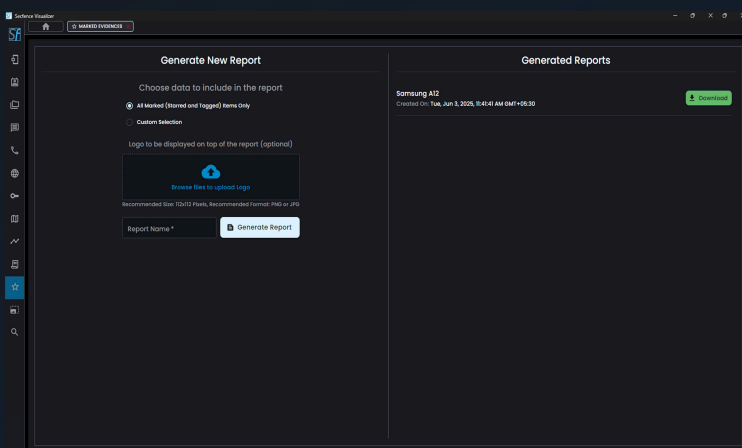 Secfence Visualizer
MARKED EVIDENCES
Generate New Report
Choose data to include in the report
All Marked (Starred and Tagged) Items Only
Custom Selection
Logo to be displayed on top of the report (optional)
Browse files to upload Logo
Recommended Size: 112x112 Pixels, Recommended Format: PNG or JPG
Report Name *
Generate Report
Generated Reports
Samsung A12
Created On: Tue, Jun 3, 2025, 11:41:41 AM GMT+05:30
Download